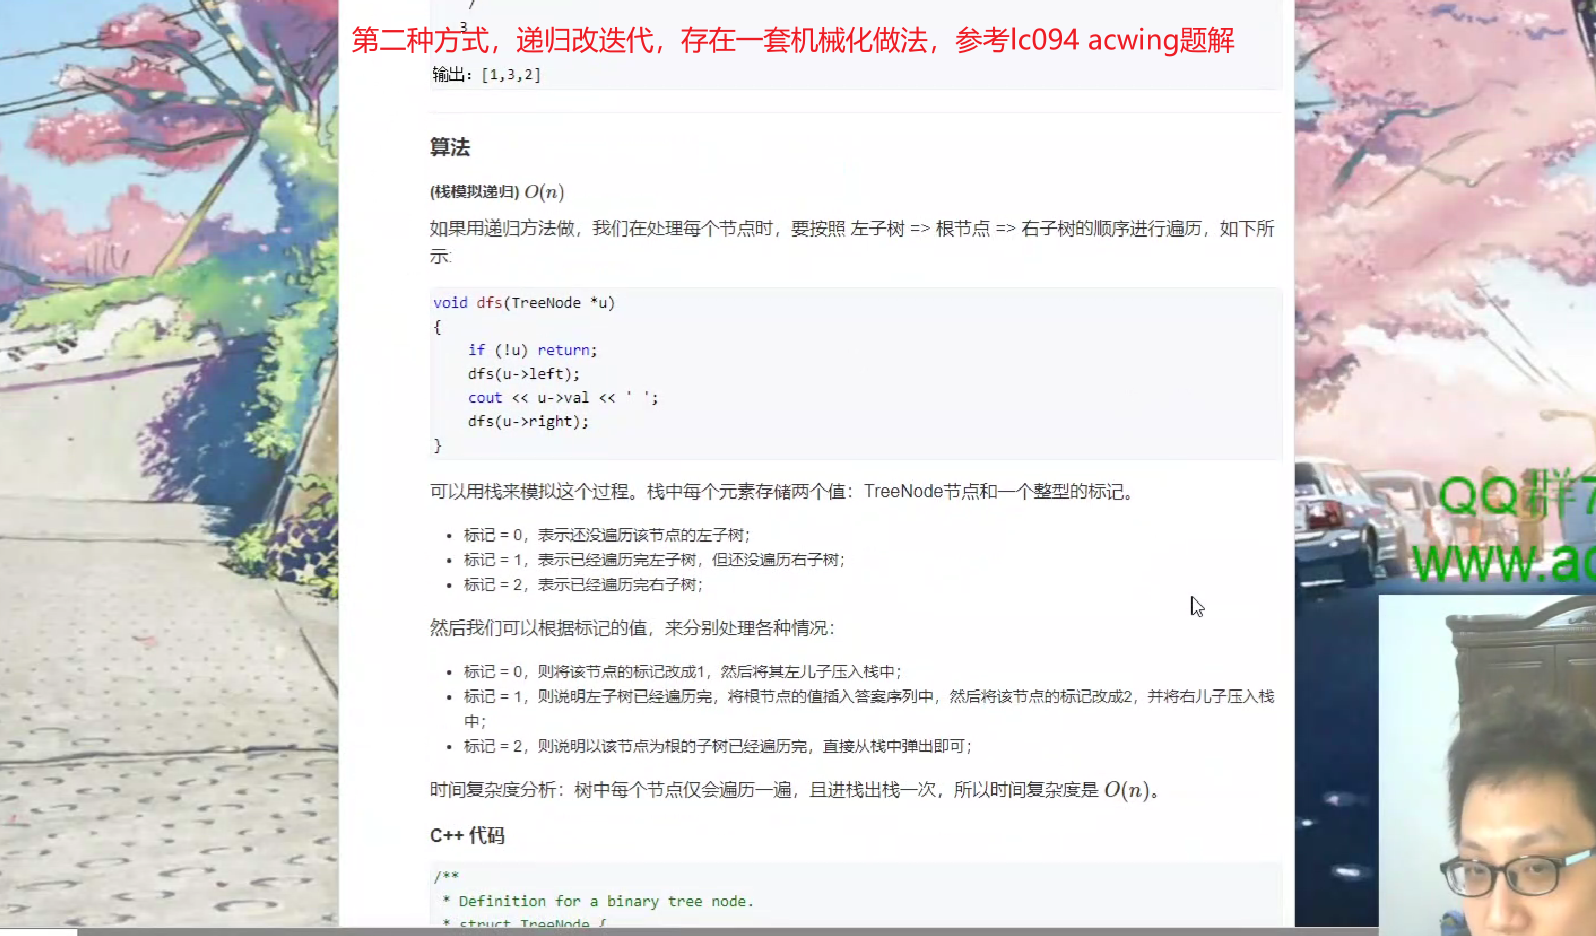 3
第二种方式，递归改迭代，存在一套机械化做法，参考lc094 acwing题解
输出：[1,3,2]
算法
(栈模拟递归) O(n)
如果用递归方法做，我们在处理每个节点时，要按照 左子树 => 根节点 => 右子树的顺序进行遍历，如下所
示:
void dfs(TreeNode *u)
{
if (!u) return;
dfs(u->left);
cout << u->val << ' ';
dfs(u->right);
}
可以用栈来模拟这个过程。栈中每个元素存储两个值：TreeNode节点和一个整型的标记。
• 标记 = 0，表示还没遍历该节点的左子树；
• 标记 = 1，表示已经遍历完左子树，但还没遍历右子树；
• 标记 = 2，表示已经遍历完右子树；
然后我们可以根据标记的值，来分别处理各种情况：
• 标记 = 0，则将该节点的标记改成1，然后将其左儿子压入栈中；
• 标记 = 1，则说明左子树已经遍历完，将根节点的值插入答案序列中，然后将该节点的标记改成2，并将右儿子压入栈
中；
• 标记 = 2，则说明以该节点为根的子树已经遍历完，直接从栈中弹出即可；
时间复杂度分析：树中每个节点仅会遍历一遍，且进栈出栈一次，所以时间复杂度是 O(n)。
C++ 代码
/**
* Definition for a binary tree node.
* struct TreeNode {
QQ群7
www.ac